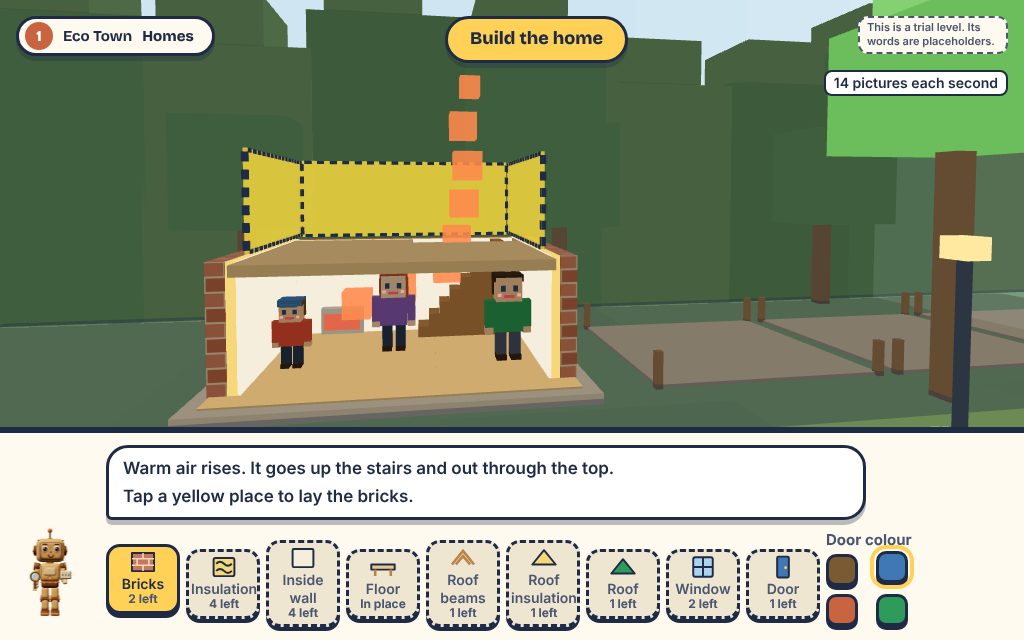 1 Eco Town Homes
Build the home
This is a trial level. Its
words are placeholders.
14 pictures each second
Warm air rises. It goes up the stairs and out through the top.
Tap a yellow place to lay the bricks.
Bricks
2 left
Insulation
4 left
Inside
wall
4 left
Floor
In place
Roof
beams
1 left
Roof
insulation
1 left
Roof
1 left
Window
2 left
Door
1 left
Door colour